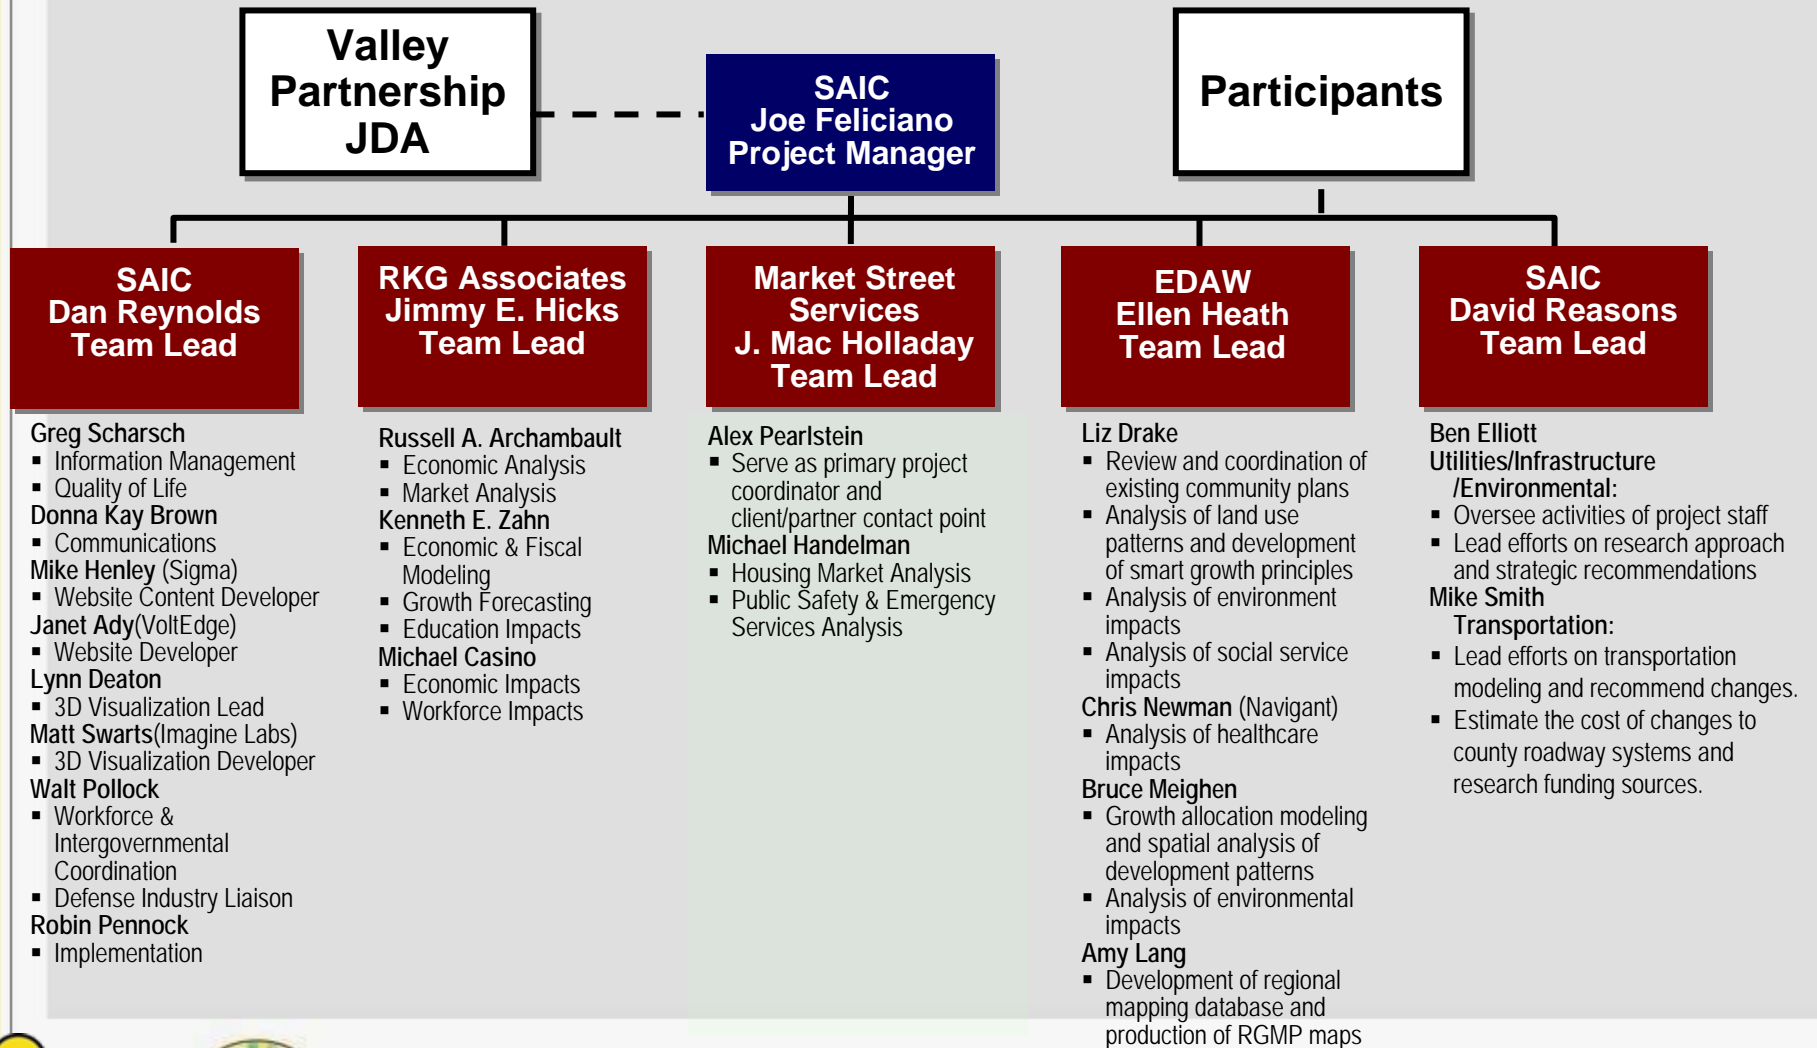 Valley
Partnership
JDA
SAIC
Joe Feliciano
Project Manager
Participants
SAIC
Dan Reynolds
Team Lead
RKG Associates
Jimmy E. Hicks
Team Lead
Market Street
Services
J. Mac Holladay
Team Lead
EDAW
Ellen Heath
Team Lead
SAIC
David Reasons
Team Lead
Greg Scharsch
▪ Information Management
▪ Quality of Life
Donna Kay Brown
▪ Communications
Mike Henley (Sigma)
▪ Website Content Developer
Janet Ady(VoltEdge)
▪ Website Developer
Lynn Deaton
▪ 3D Visualization Lead
Matt Swarts(Imagine Labs)
▪ 3D Visualization Developer
Walt Pollock
▪ Workforce &
Intergovernmental
Coordination
▪ Defense Industry Liaison
Robin Pennock
▪ Implementation
Russell A. Archambault
▪ Economic Analysis
▪ Market Analysis
Kenneth E. Zahn
▪ Economic & Fiscal
Modeling
▪ Growth Forecasting
▪ Education Impacts
Michael Casino
▪ Economic Impacts
▪ Workforce Impacts
Alex Pearlstein
▪ Serve as primary project
coordinator and
client/partner contact point
Michael Handelman
▪ Housing Market Analysis
▪ Public Safety & Emergency
Services Analysis
Liz Drake
▪ Review and coordination of
existing community plans
▪ Analysis of land use
patterns and development
of smart growth principles
▪ Analysis of environment
impacts
▪ Analysis of social service
impacts
Chris Newman (Navigant)
▪ Analysis of healthcare
impacts
Bruce Meighen
▪ Growth allocation modeling
and spatial analysis of
development patterns
▪ Analysis of environmental
impacts
Amy Lang
▪ Development of regional
mapping database and
production of RGMP maps
Ben Elliott
Utilities/Infrastructure
/Environmental:
▪ Oversee activities of project staff
▪ Lead efforts on research approach
and strategic recommendations
Mike Smith
Transportation:
▪ Lead efforts on transportation
modeling and recommend changes.
▪ Estimate the cost of changes to
county roadway systems and
research funding sources.